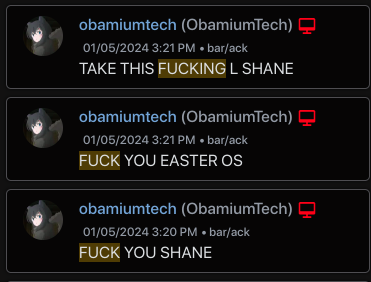 obamiumtech (ObamiumTech)
01/05/2024 3:21 PM • bar/ack
TAKE THIS FUCKING L SHANE
obamiumtech (ObamiumTech)
01/05/2024 3:21 PM • bar/ack
FUCK YOU EASTER OS
obamiumtech (ObamiumTech)
01/05/2024 3:20 PM • bar/ack
FUCK YOU SHANE